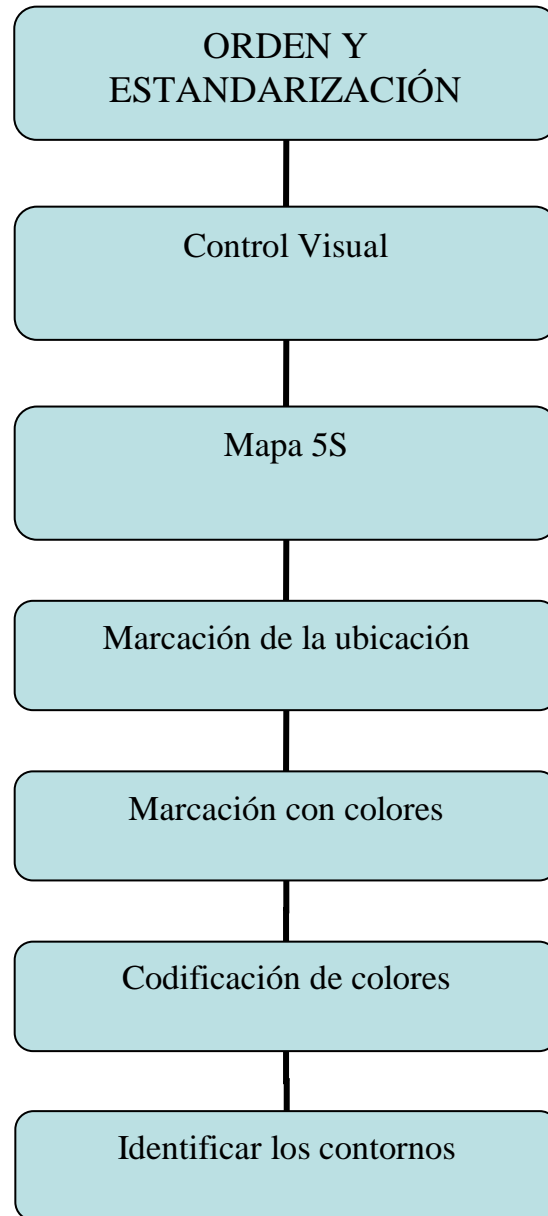 ORDEN Y
ESTANDARIZACIÓN
Control Visual
Mapa 5S
Marcación de la ubicación
Marcación con colores
Codificación de colores
Identificar los contornos